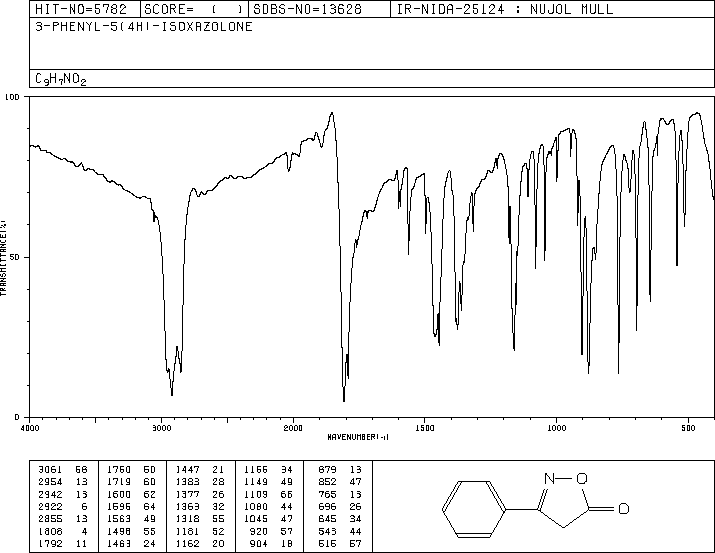 HIT-NO=5782 SCORE= ( ) SDBS-NO=13628 IR-NIDA-25124 : NUJOL MULL
3-PHENYL-5(4H)-ISOXAZOLONE
C9H7NO2
100
50
0
TRANSMITTANCE(%)
4000 3000 2000 1500 1000 500
WAVENUMBER(-1)
3061 68 1760 50 1447 21 1156 34 879 13
2954 13 1719 60 1383 28 1149 49 852 47
2942 13 1600 62 1377 26 1109 66 765 13
2922 6 1596 64 1363 32 1080 44 696 26
2855 13 1563 49 1318 55 1045 47 645 34
1808 4 1498 55 1181 52 920 57 543 44
1792 11 1463 24 1162 20 904 18 516 57
N O
O